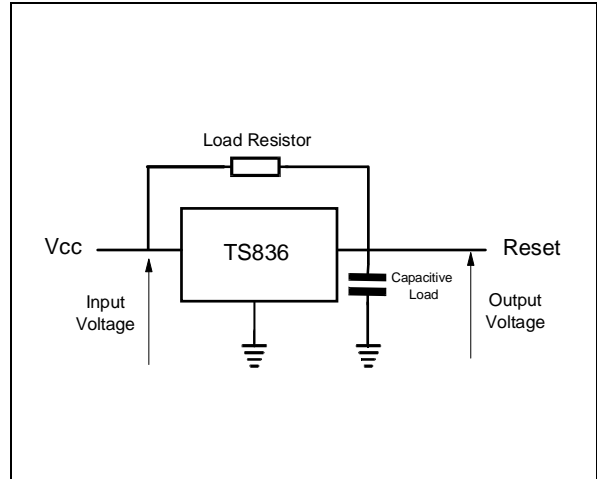 Load Resistor
Vcc
TS836
Reset
Capacitive
Load
Input
Voltage
Output
Voltage